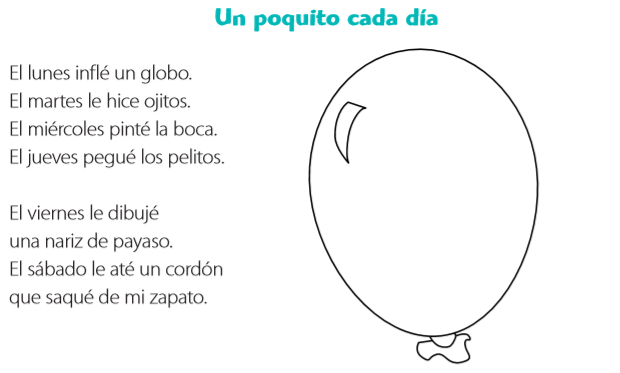 Un poquito cada día
El lunes inflé un globo.
El martes le hice ojitos.
El miércoles pinté la boca.
El jueves pegué los pelitos.
El viernes le dibujé
una nariz de payaso.
El sábado le até un cordón
que saqué de mi zapato.